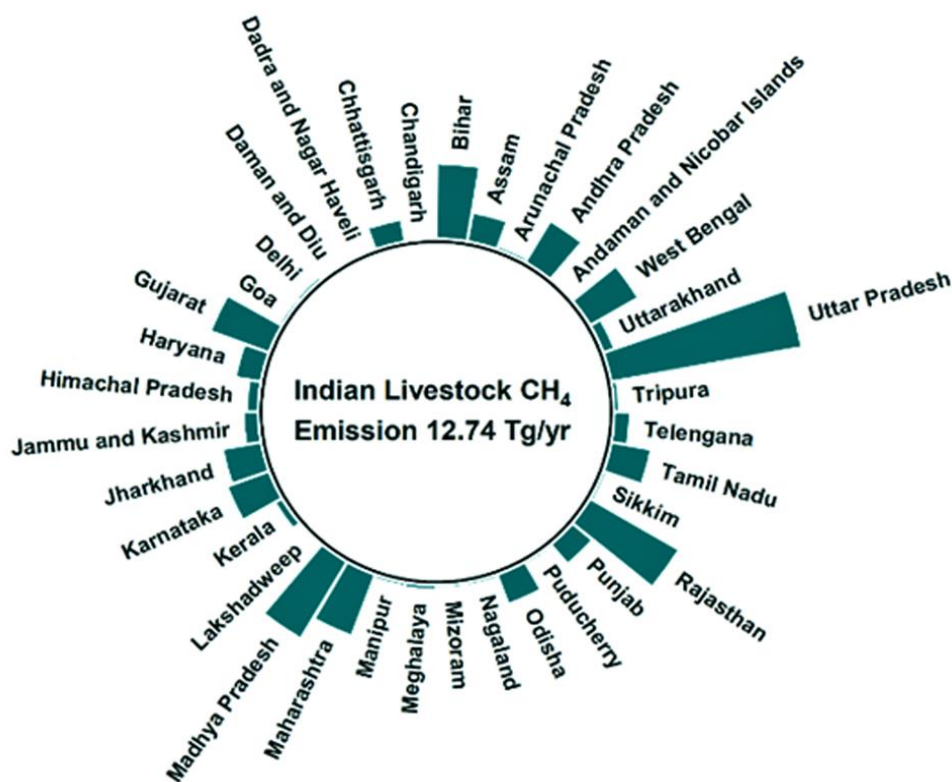 Bihar
Assam
Arunachal Pradesh
Andhra Pradesh
Andaman and Nicobar Islands
West Bengal
Uttarakhand
Uttar Pradesh
Tripura
Telengana
Tamil Nadu
Sikkim
Rajasthan
Punjab
Puducherry
Odisha
Nagaland
Mizoram
Meghalaya
Manipur
Maharashtra
Madhya Pradesh
Lakshadweep
Kerala
Karnataka
Jharkhand
Jammu and Kashmir
Himachal Pradesh
Haryana
Gujarat
Goa
Delhi
Daman and Diu
Dadra and Nagar Haveli
Chhattisgarh
Chandigarh
Indian Livestock CH₄
Emission 12.74 Tg/yr